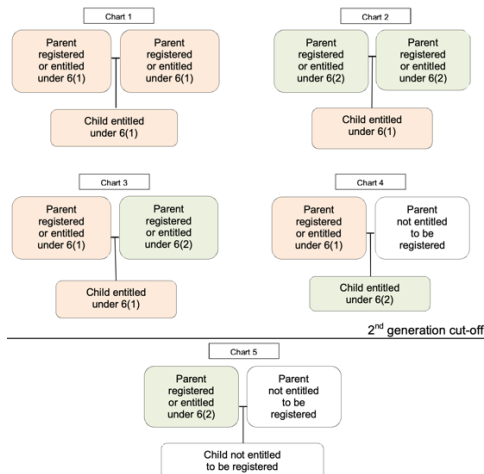 Chart 1
Parent
registered
or entitled
under 6(1)
Parent
registered
or entitled
under 6(1)
Child entitled
under 6(1)
Chart 2
Parent
registered
or entitled
under 6(2)
Parent
registered
or entitled
under 6(2)
Child entitled
under 6(1)
Chart 3
Parent
registered
or entitled
under 6(1)
Parent
registered
or entitled
under 6(2)
Child entitled
under 6(1)
Chart 4
Parent
registered
or entitled
under 6(1)
Parent
not entitled
to be
registered
Child entitled
under 6(2)
2nd generation cut-off
Chart 5
Parent
registered
or entitled
under 6(2)
Parent
not entitled
to be
registered
Child not entitled
to be registered